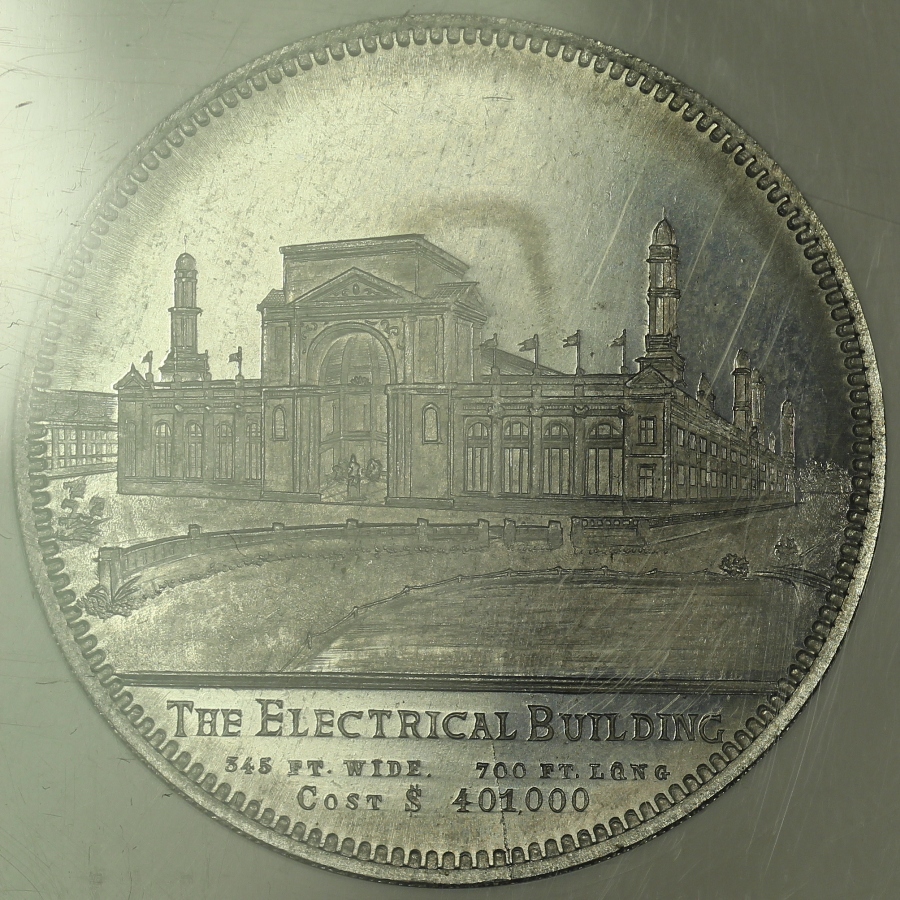 THE ELECTRICAL BUILDING
345 FT. WIDE. 700 FT. LONG
COST $ 401,000